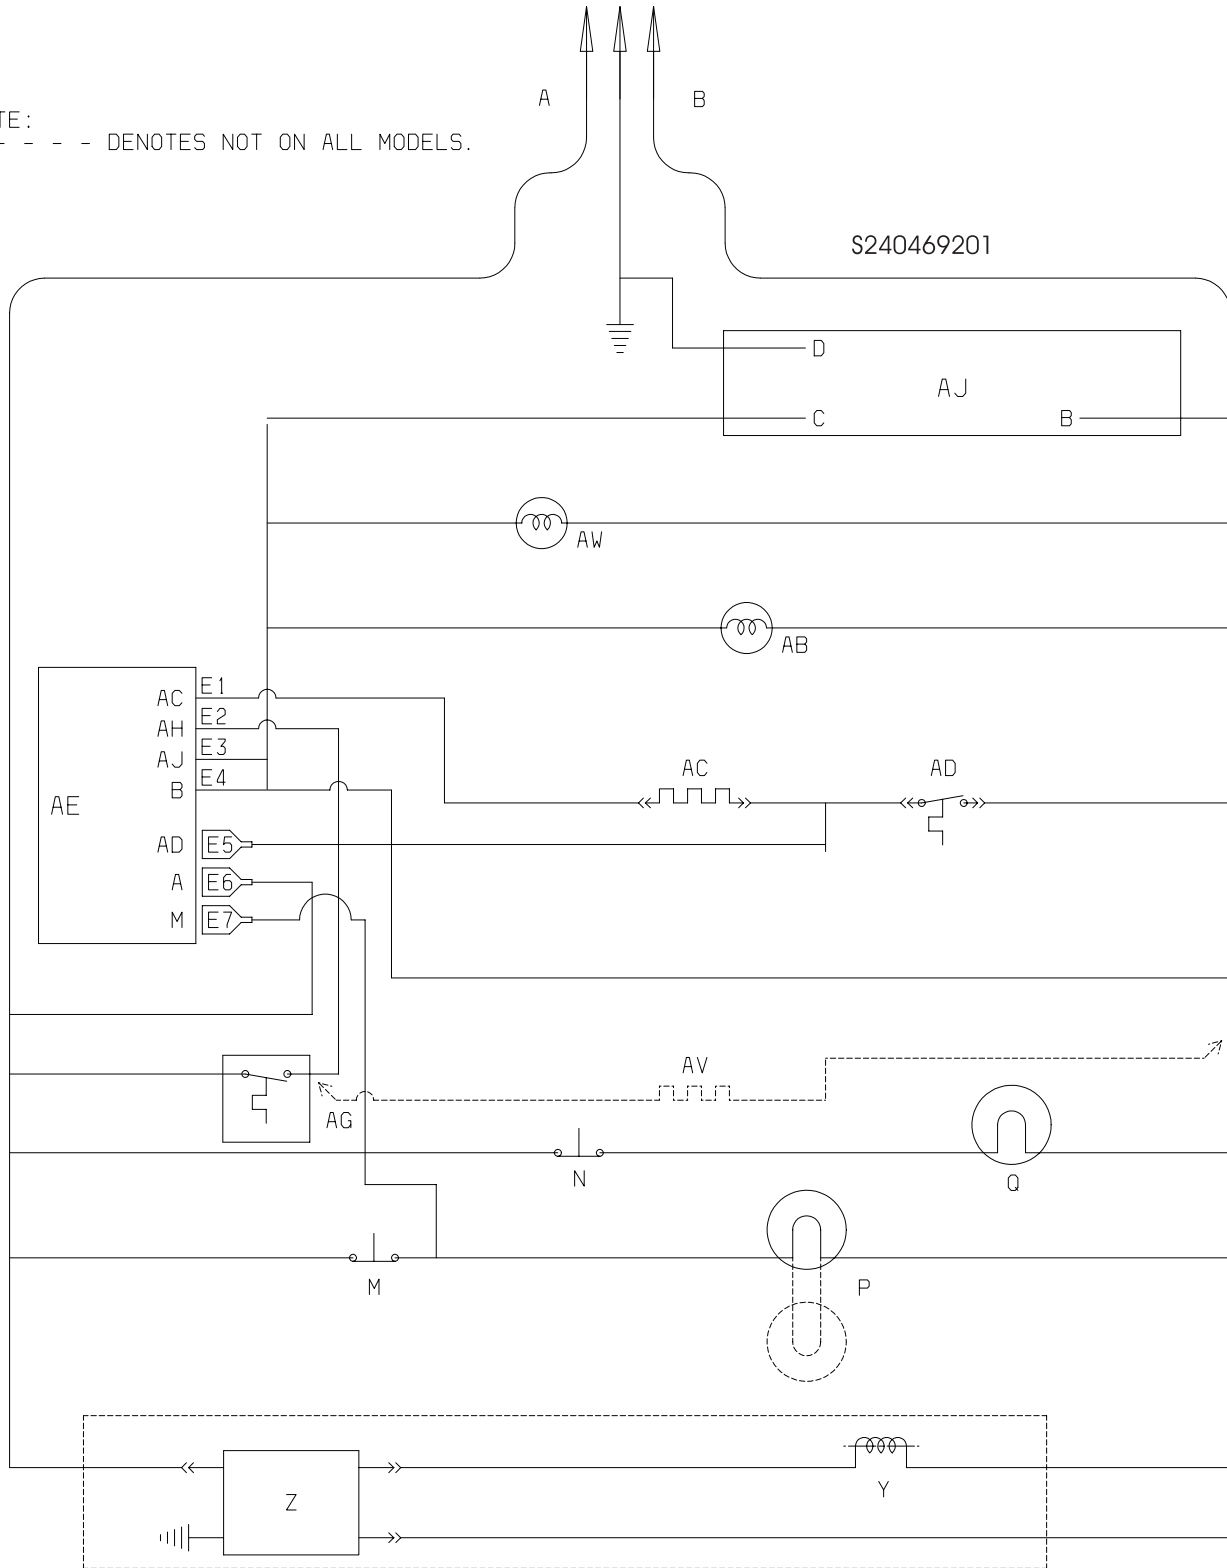 A
B
TE:
- - - - DENOTES NOT ON ALL MODELS.
S240469201
D
AJ
C
B
AW
AB
AC
E1
AH
E2
AJ
E3
B
E4
AE
AC
AD
AD
E5
A
E6
M
E7
AV
AG
N
Q
M
P
Z
Y